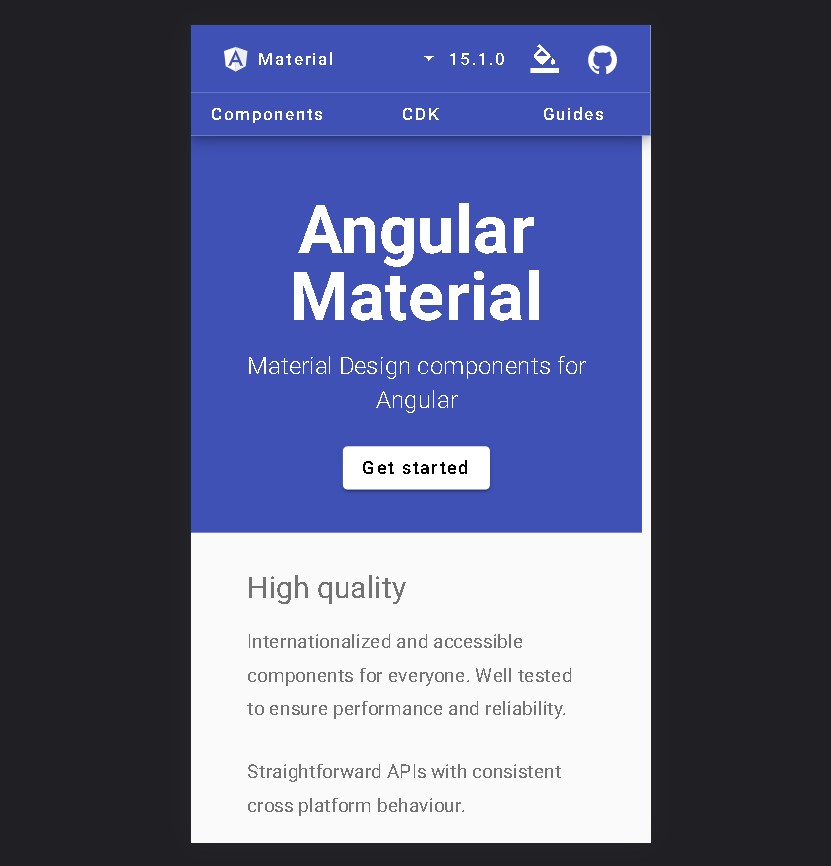 Material 15.1.0
Components CDK Guides
Angular
Material
Material Design components for
Angular
Get started
High quality
Internationalized and accessible
components for everyone. Well tested
to ensure performance and reliability.
Straightforward APIs with consistent
cross platform behaviour.